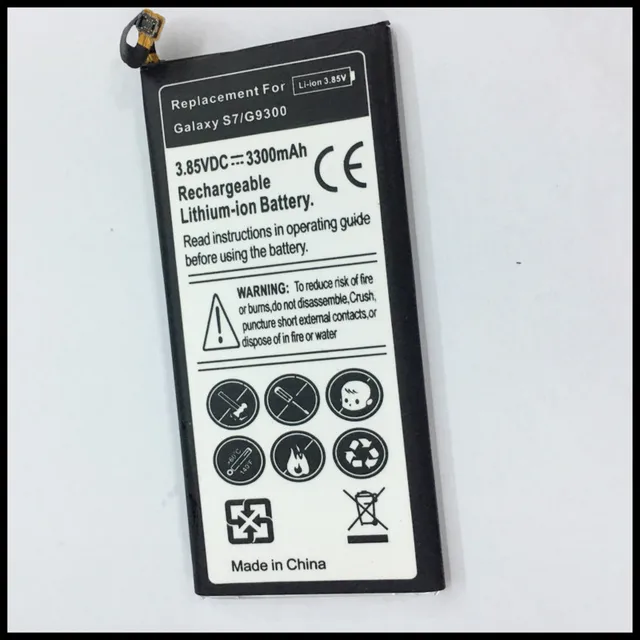 Replacement For
Li-ion 3.85V
Galaxy S7/G9300
3.85VDC⎓3300mAh
Rechargeable
Lithium-ion Battery.
CE
Read instructions in operating guide
before using the battery.
WARNING: To reduce risk of fire
or burns,do not disassemble,Crush,
puncture short external contacts,or
dispose of in fire or water
>60°C
140°F
Made in China